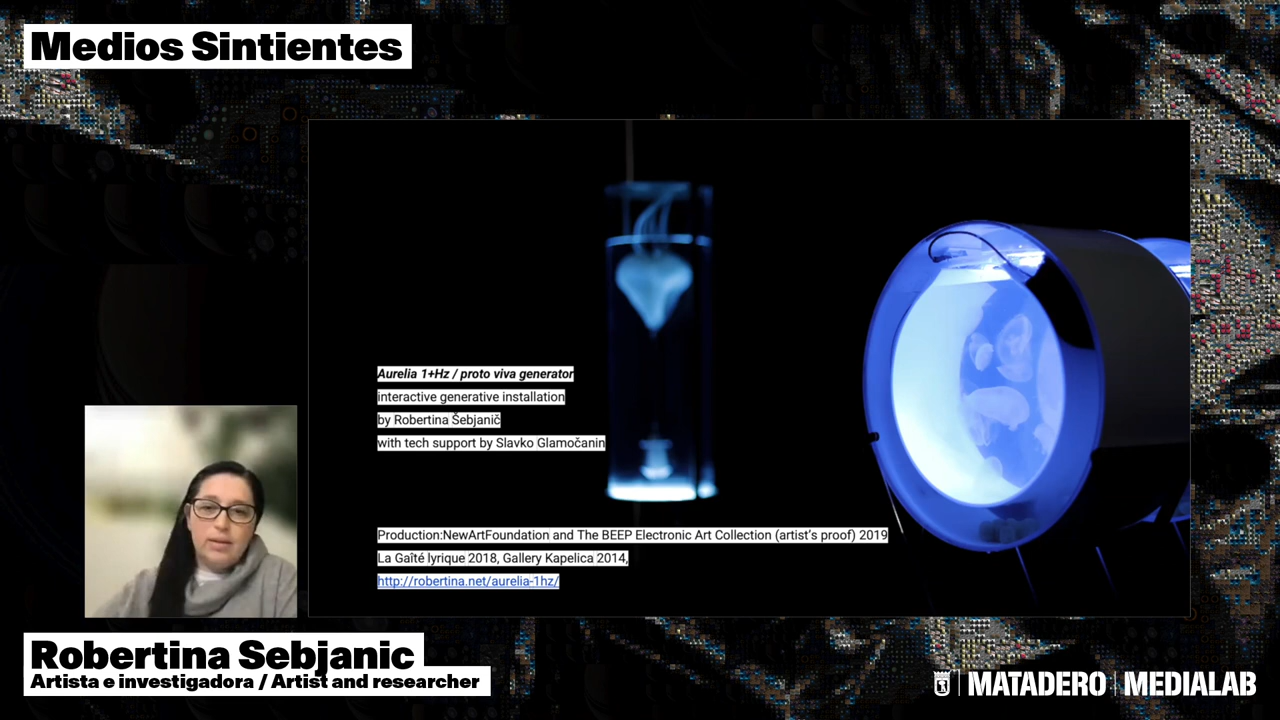 Medios Sintientes
Aurelia 1+Hz / proto viva generator
interactive generative installation
by Robertina Šebjanič
with tech support by Slavko Glamočanin
Production:NewArtFoundation and The BEEP Electronic Art Collection (artist's proof) 2019
La Gaîté lyrique 2018, Gallery Kapelica 2014,
http://robertina.net/aurelia-1hz/
Robertina Sebjanic
Artista e investigadora / Artist and researcher
MATADERO | MEDIALAB